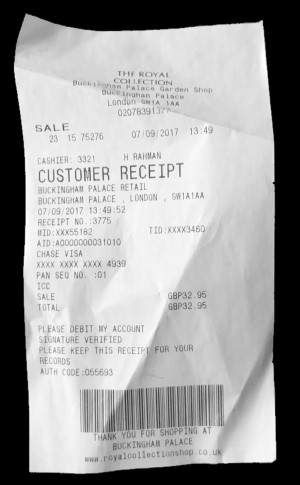 THE ROYAL
COLLECTION
Buckingham Palace Garden Shop
Buckingham Palace
London SW1A 1AA
02078391377
SALE
23 15 75276 07/09/2017 13:49
CASHIER: 3321 H RAHMAN
CUSTOMER RECEIPT
BUCKINGHAM PALACE RETAIL
BUCKINGHAM PALACE , LONDON , SW1A1AA
07/09/2017 13:49:52
RECEIPT NO.:3775
MID:XXX55182 TID:XXXX3460
AID:A0000000031010
CHASE VISA
XXXX XXXX XXXX 4939
PAN SEQ NO. :01
ICC
SALE GBP32.95
TOTAL GBP32.95
PLEASE DEBIT MY ACCOUNT
SIGNATURE VERIFIED
PLEASE KEEP THIS RECEIPT FOR YOUR
RECORDS
AUTH CODE:055693
THANK YOU FOR SHOPPING AT
BUCKINGHAM PALACE
www.royalcollectionshop.co.uk